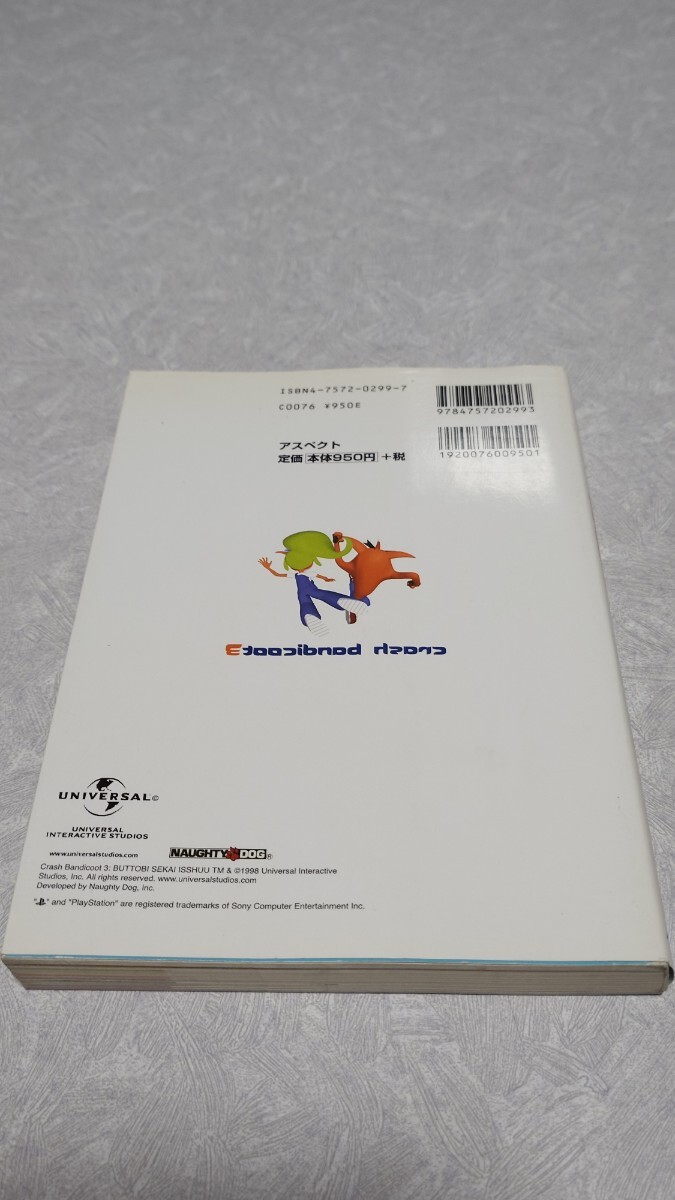 ISBN4-7572-0299-7
C0076 ¥950E
9784757202993
アスペクト
定価 本体950円 +税
1920076009501
crash bandicoot3
UNIVERSAL©
UNIVERSAL
INTERACTIVE STUDIOS
www.universalstudios.com
NAUGHTY DOG®
Crash Bandicoot 3: BUTTOBI SEKAI ISSHUU TM & ©1998 Universal Interactive
Studios, Inc. All rights reserved. www.universalstudios.com
Developed by Naughty Dog, Inc.
"PS" and "PlayStation" are registered trademarks of Sony Computer Entertainment Inc.